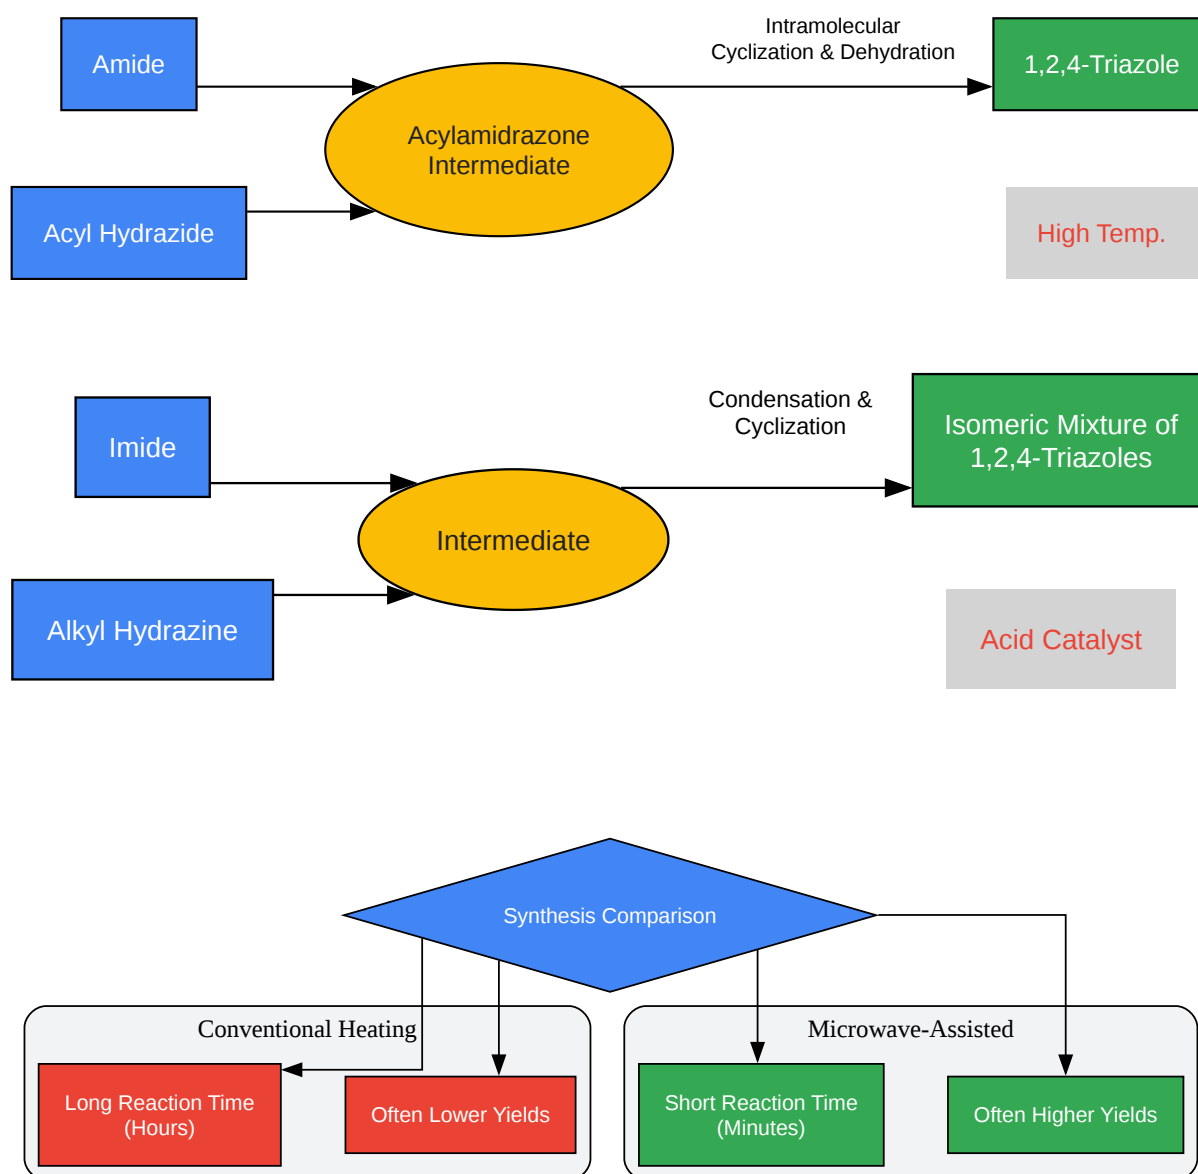 Amide
Intramolecular
Cyclization & Dehydration
1,2,4-Triazole
Acylamidrazone
Intermediate
Acyl Hydrazide
High Temp.
Imide
Condensation &
Cyclization
Isomeric Mixture of
1,2,4-Triazoles
Intermediate
Alkyl Hydrazine
Acid Catalyst
Synthesis Comparison
Conventional Heating
Long Reaction Time
(Hours)
Often Lower Yields
Microwave-Assisted
Short Reaction Time
(Minutes)
Often Higher Yields